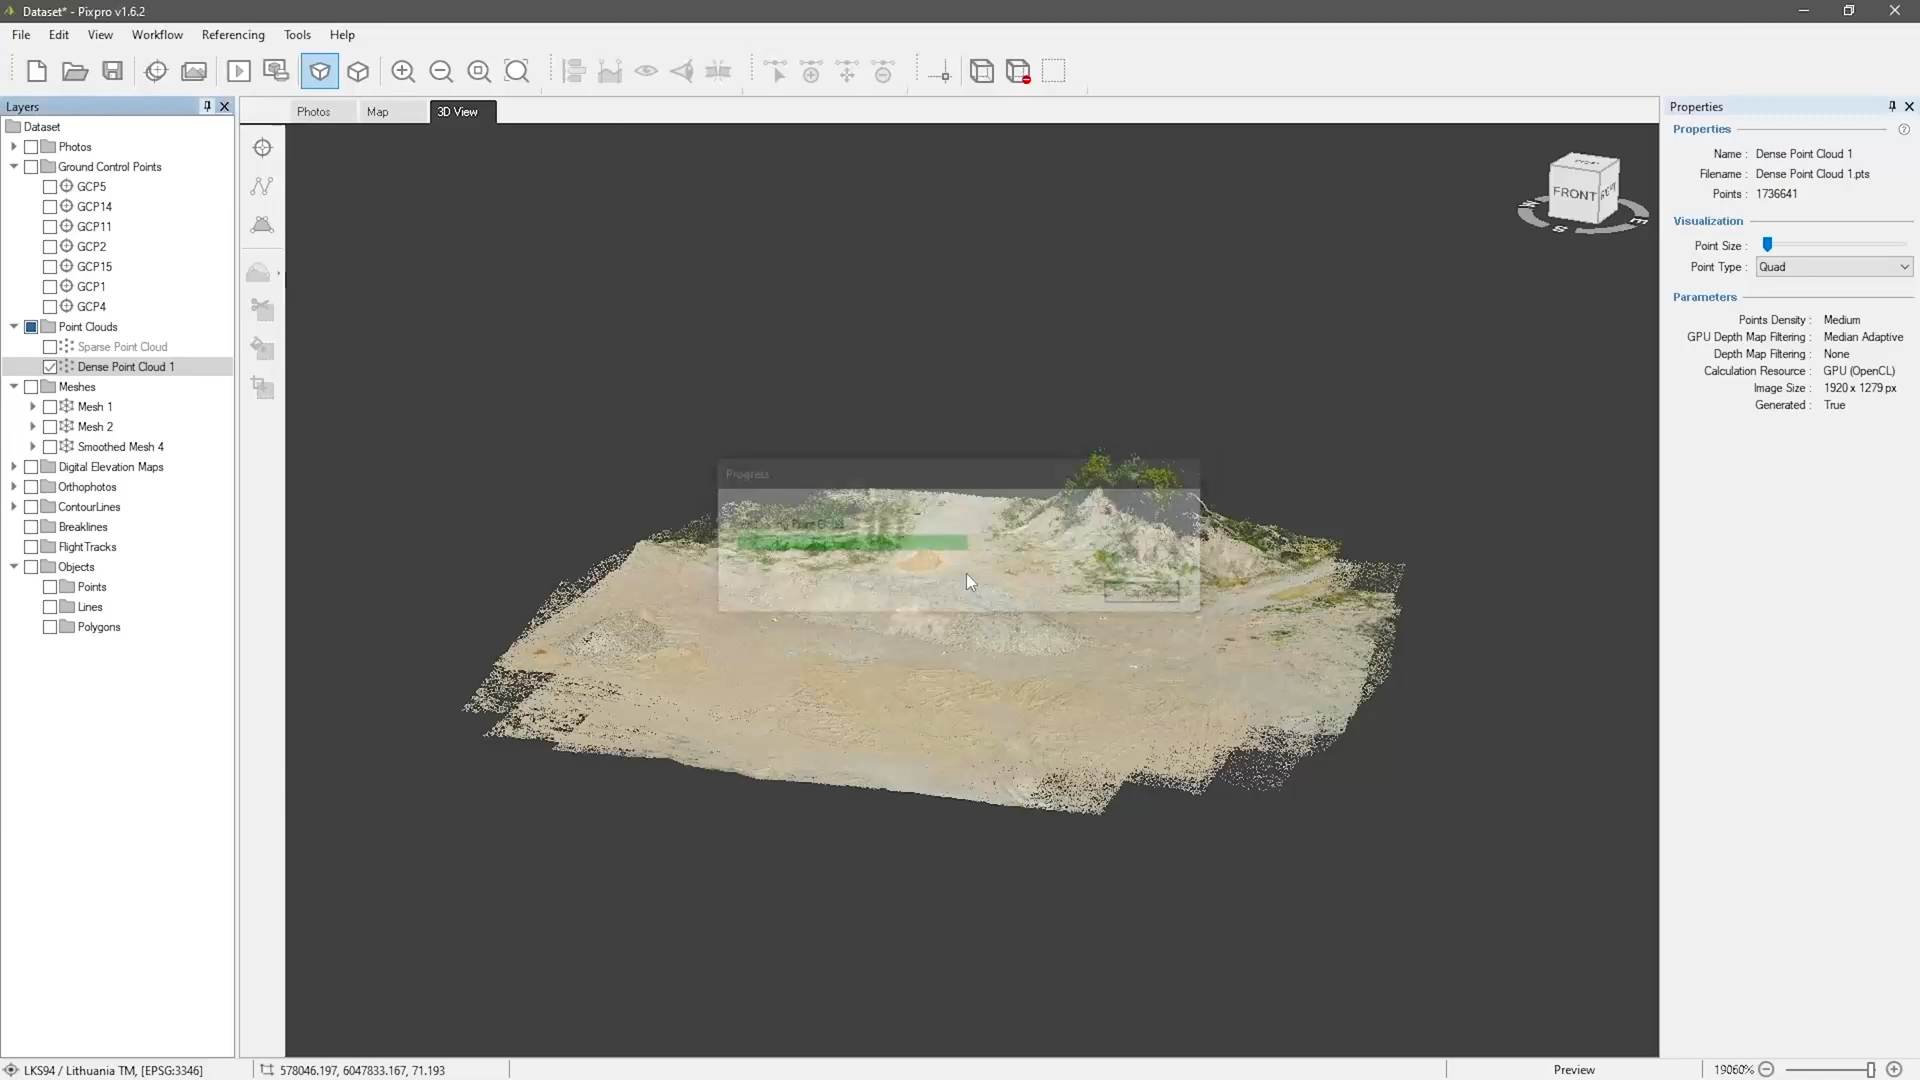 Dataset* - Pixpro v1.6.2
File Edit View Workflow Referencing Tools Help
Layers
Photos Map 3D View
Properties
Dataset
Photos
Ground Control Points
GCP5
GCP14
GCP11
GCP2
GCP15
GCP1
GCP4
Point Clouds
Sparse Point Cloud
Dense Point Cloud 1
Meshes
Mesh 1
Mesh 2
Smoothed Mesh 4
Digital Elevation Maps
Orthophotos
ContourLines
Breaklines
FlightTracks
Objects
Points
Lines
Polygons
FRONT
S
E
Progress
Properties
Name : Dense Point Cloud 1
Filename : Dense Point Cloud 1.pts
Points : 1736641
Visualization
Point Size :
Point Type : Quad
Parameters
Points Density : Medium
GPU Depth Map Filtering : Median Adaptive
Depth Map Filtering : None
Calculation Resource : GPU (OpenCL)
Image Size : 1920 x 1279 px
Generated : True
LKS94 / Lithuania TM, [EPSG:3346] 578046.197, 6047833.167, 71.193 Preview 19060%